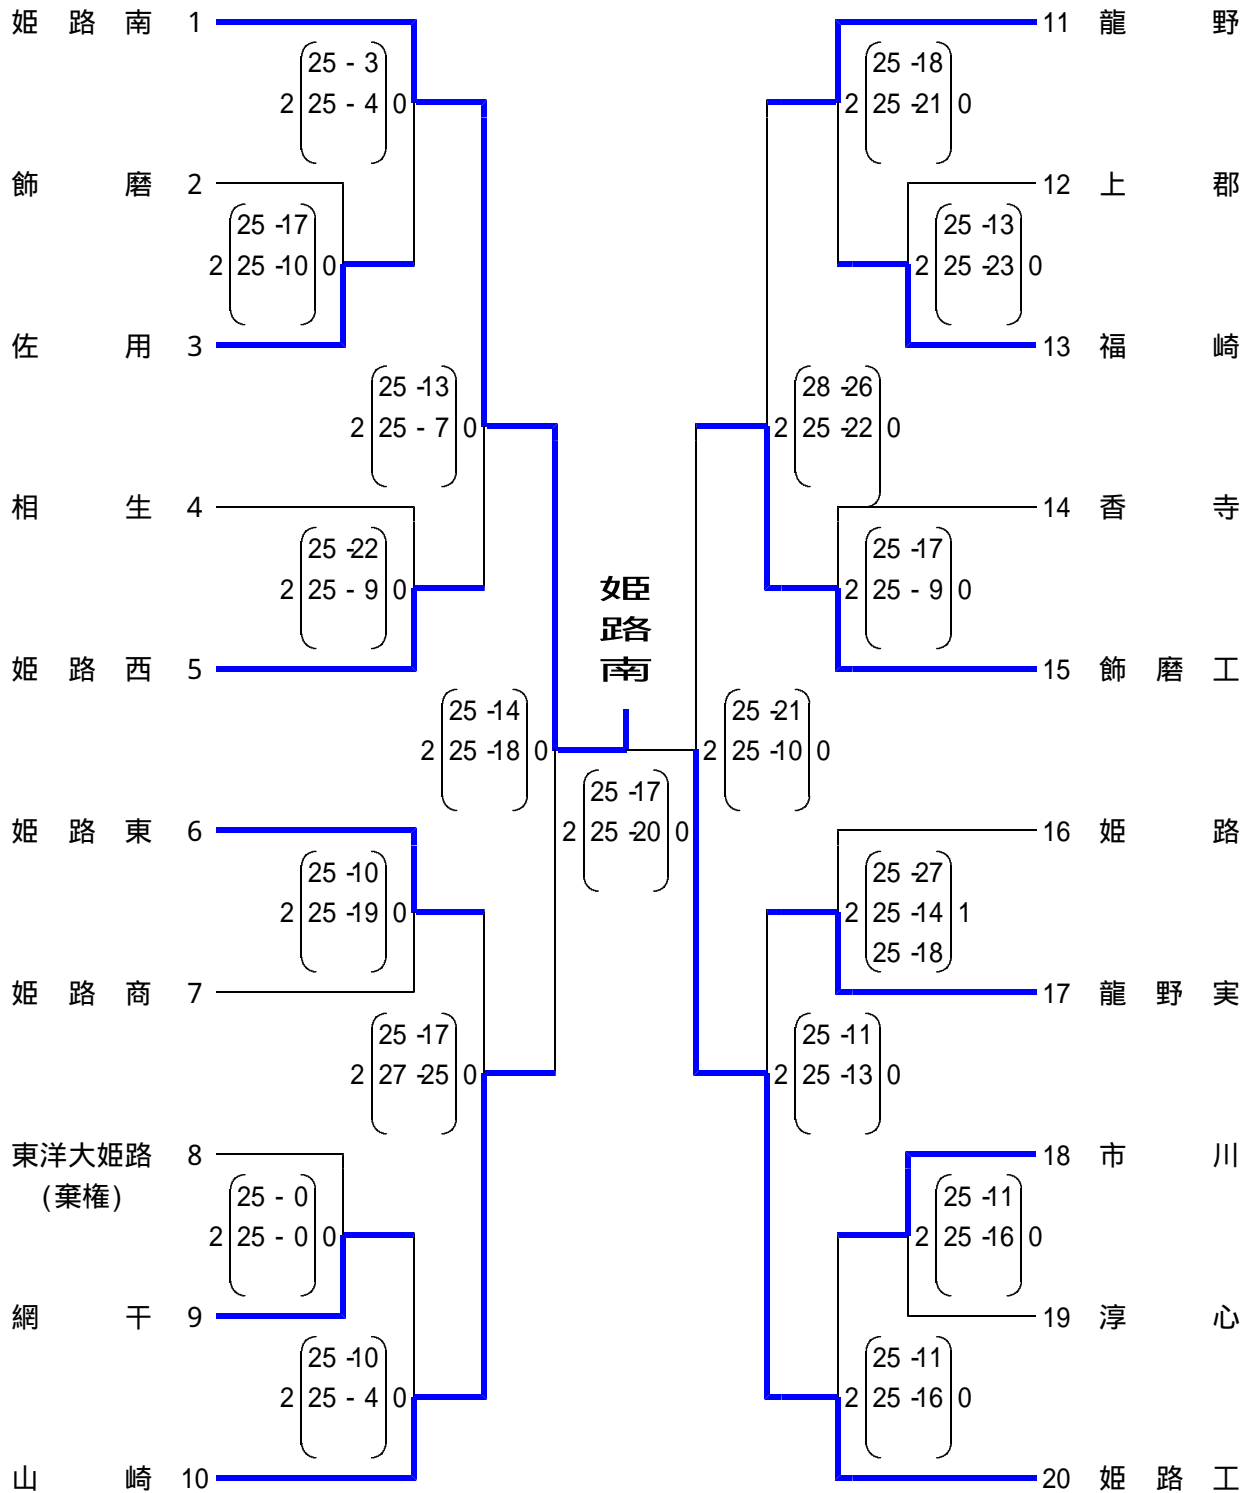 姫路南 1
25 - 3
2 25 - 4 0
飾磨 2
25 -17
2 25 -10 0
佐用 3
25 -13
2 25 - 7 0
相生 4
25 -22
2 25 - 9 0
姫路西 5
25 -14
2 25 -18 0
姫路東 6
25 -10
2 25 -19 0
姫路商 7
25 -17
2 27 -25 0
東洋大姫路 8
(棄権)
25 - 0
2 25 - 0 0
網干 9
25 -10
2 25 - 4 0
山崎 10
姫路南
25 -17
2 25 -20 0
11 龍野
25 -18
2 25 -21 0
12 上郡
25 -13
2 25 -23 0
13 福崎
28 -26
2 25 -22 0
14 香寺
25 -17
2 25 - 9 0
15 飾磨工
25 -21
2 25 -10 0
16 姫路
25 -27
2 25 -14 1
25 -18
17 龍野実
25 -11
2 25 -13 0
18 市川
25 -11
2 25 -16 0
19 淳心
25 -11
2 25 -16 0
20 姫路工